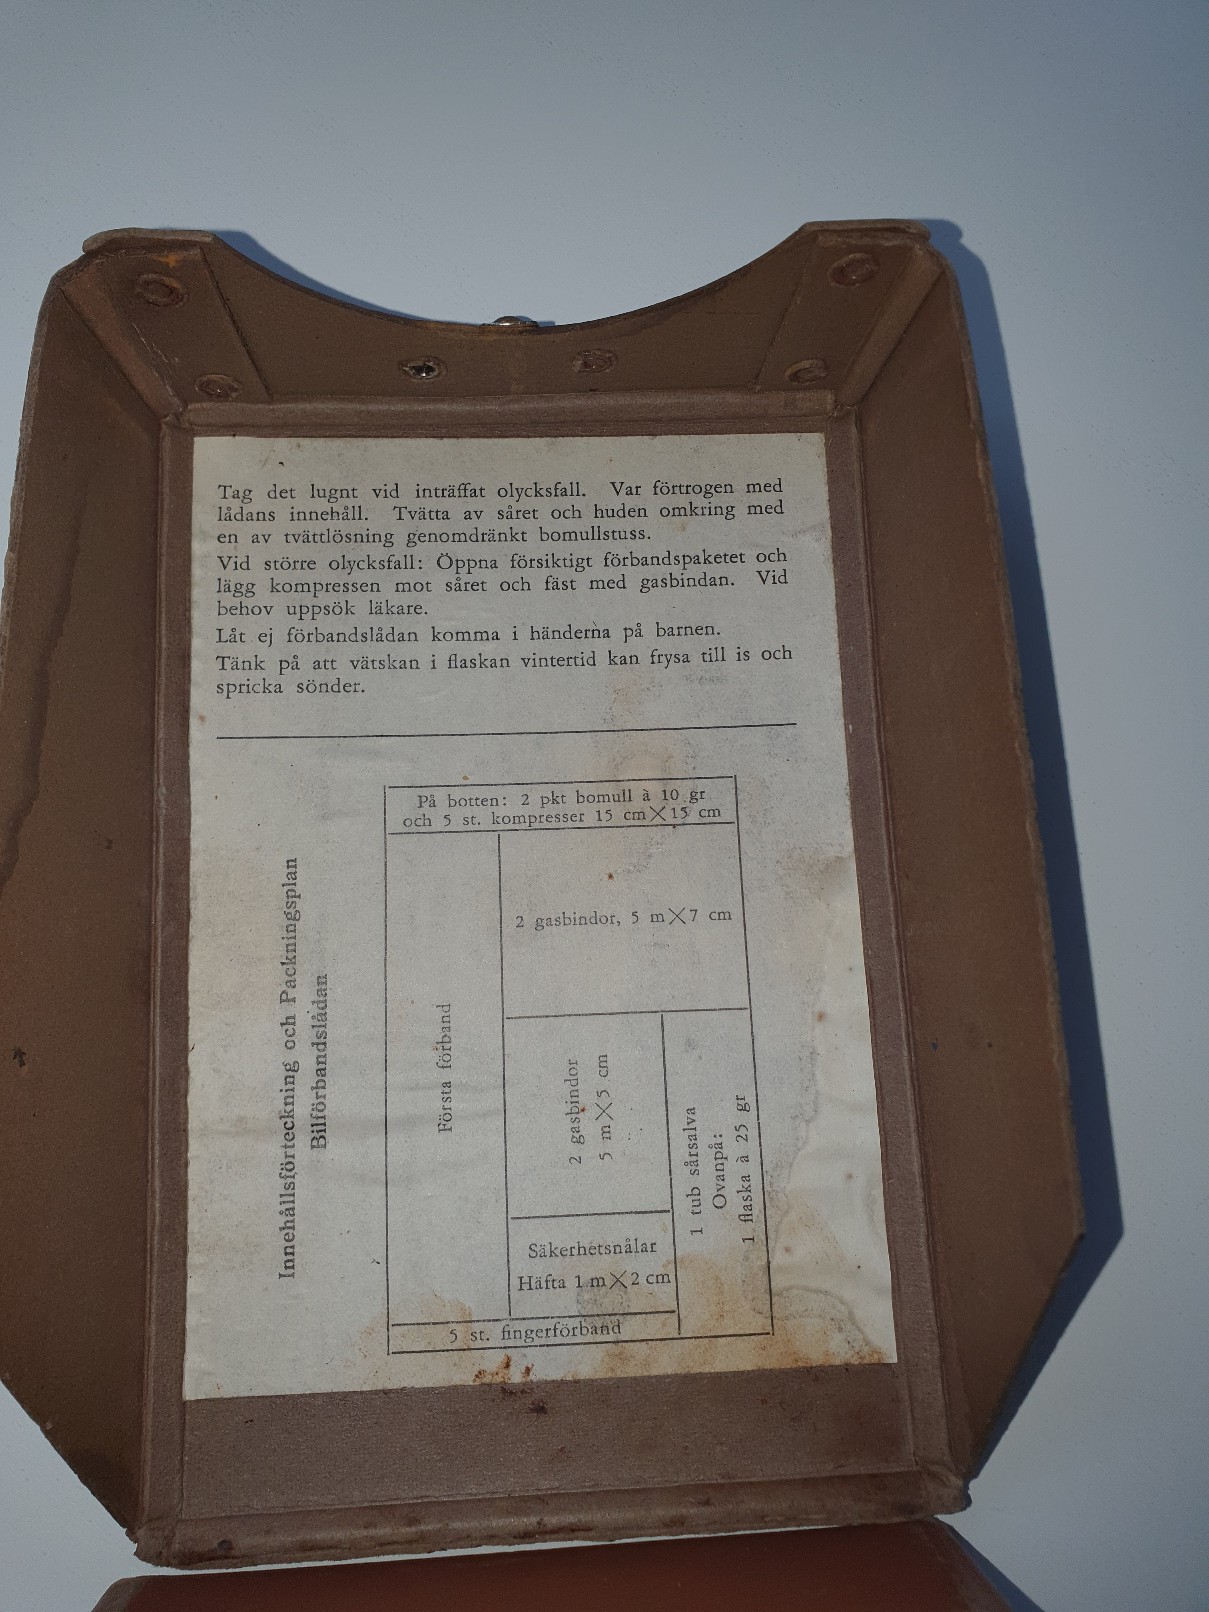 Tag det lugnt vid inträffat olycksfall. Var förtrogen med
lådans innehåll. Tvätta av såret och huden omkring med
en av tvättlösning genomdränkt bomullstuss.
Vid större olycksfall: Öppna försiktigt förbandspaketet och
lägg kompressen mot såret och fäst med gasbindan. Vid
behov uppsök läkare.
Låt ej förbandslådan komma i händerna på barnen.
Tänk på att vätskan i flaskan vintertid kan frysa till is och
spricka sönder.
Innehållsförteckning och Packningsplan
Bilförbandslådan
På botten: 2 pkt bomull à 10 gr
och 5 st. kompresser 15 cm╳15 cm
Första förband
2 gasbindor, 5 m╳7 cm
2 gasbindor
5 m╳5 cm
1 tub sårsalva
Ovanpå:
1 flaska à 25 gr
Säkerhetsnålar
Häfta 1 m╳2 cm
5 st. fingerförband